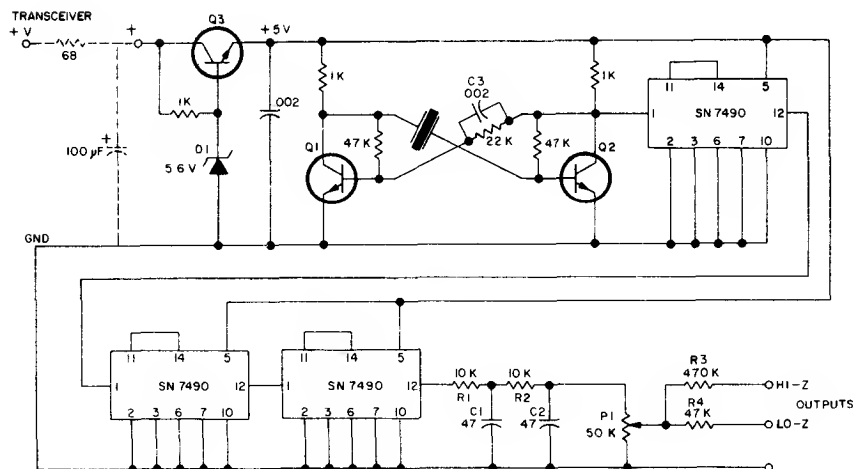 TRANSCEIVER
+V
68
+
Q3
+5V
1K
100 µF
+
D1
5 6 V
002
1K
Q1
47 K
C3
002
22 K
47K
1K
Q2
11
14
5
1
SN 7490
12
2
3
6
7
10
GND
11
14
5
1
SN 7490
12
2
3
6
7
10
11
14
5
1
SN 7490
12
2
3
6
7
10
10 K
R1
10 K
R2
C1
47
C2
47
P1
50 K
R3
470 K
HI-Z
R4
47 K
LO-Z
OUTPUTS